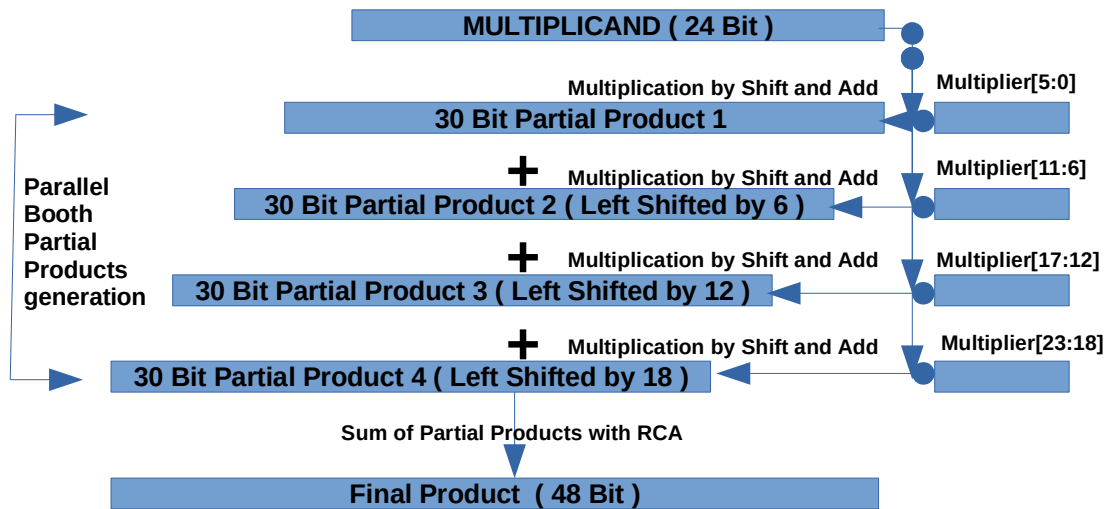 MULTIPLICAND ( 24 Bit )
Multiplication by Shift and Add
Multiplier[5:0]
30 Bit Partial Product 1
+
Multiplication by Shift and Add
Multiplier[11:6]
30 Bit Partial Product 2 ( Left Shifted by 6 )
Parallel
Booth
Partial
Products
generation
+
Multiplication by Shift and Add
Multiplier[17:12]
30 Bit Partial Product 3 ( Left Shifted by 12 )
+
Multiplication by Shift and Add
Multiplier[23:18]
30 Bit Partial Product 4 ( Left Shifted by 18 )
Sum of Partial Products with RCA
Final Product ( 48 Bit )